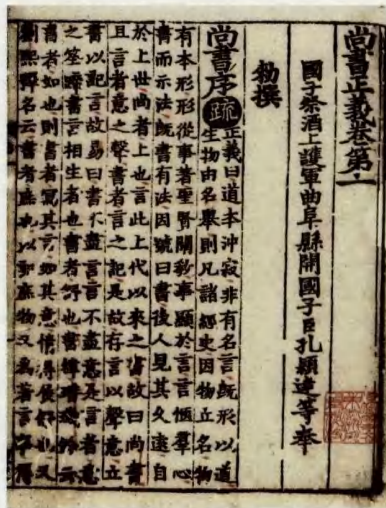 尚書正義卷第一
國子祭酒上護軍曲阜縣開國子臣孔穎達等奉
勑撰
尚書序疏正義曰道本沖寂非有名言既形以道
生物由名舉則凡諸經史因物立名物
有本形形從事著聖賢闡教事顯於言言愜羣心
書而示法既書有法因號曰書後人見其久遠自
於上世尚者上也言此上代以來之書故曰尚書
且言者意之聲書者言之記是故存言以聲意立
書以記言故易曰書不盡言言不盡意是言者意
之筌蹄書言相生者也書者舒也書緯璿璣鈐云
書者如也則書者寫其言如其意情得展舒也又
劉熙釋名云書者庶也以記庶物又為著言事得